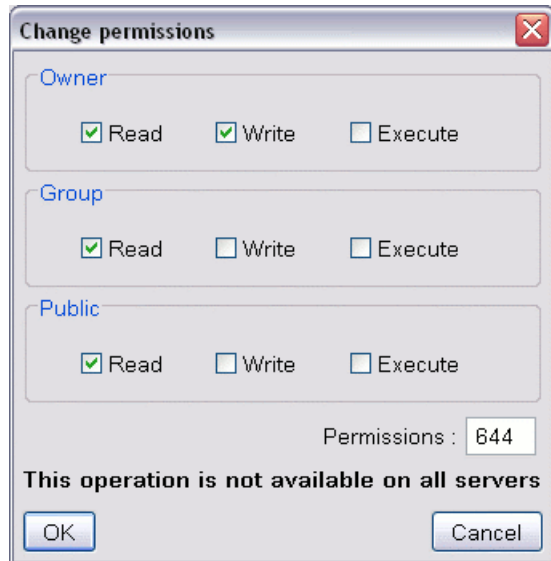 Change permissions
Owner
Read Write Execute
Group
Read Write Execute
Public
Read Write Execute
Permissions : 644
This operation is not available on all servers
OK Cancel